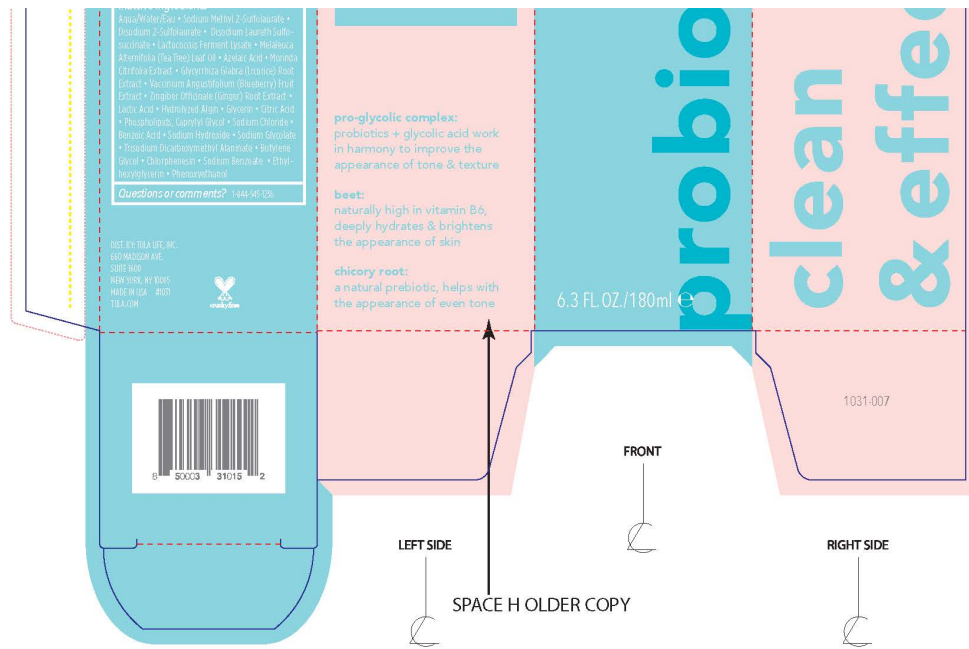 Aqua/Water/Eau • Sodium Methyl 2-Sulfolaurate •
Disodium 2-Sulfolaurate • Disodium Laureth Sulfo-
succinate • Lactococcus Ferment Lysate • Melaleuca
Alternifolia (Tea Tree) Leaf Oil • Azelaic Acid • Morinda
Citrifolia Extract • Glycyrrhiza Glabra (Licorice) Root
Extract • Vaccinium Angustifolium (Blueberry) Fruit
Extract • Zingiber Officinale (Ginger) Root Extract •
Lactic Acid • Hydrolyzed Algin • Glycerin • Citric Acid
• Phospholipids, Caprylyl Glycol • Sodium Chloride •
Benzoic Acid • Sodium Hydroxide • Sodium Glycolate
• Trisodium Dicarboxymethyl Alaninate • Butylene
Glycol • Chlorphenesin • Sodium Benzoate • Ethyl-
hexylglycerin • Phenoxyethanol
Questions or comments? 1-844-545-1256
DIST. BY: TULA LIFE, INC.
660 MADISON AVE.
SUITE 1600
NEW YORK, NY 10065
MADE IN USA #1031
TULA.COM
crueltyfree
8 50003 31015 2
pro-glycolic complex:
probiotics + glycolic acid work
in harmony to improve the
appearance of tone & texture
beet:
naturally high in vitamin B6,
deeply hydrates & brightens
the appearance of skin
chicory root:
a natural prebiotic, helps with
the appearance of even tone
6.3 FL.OZ./180ml ℮
probio
clean
& effe
1031-007
FRONT
LEFT SIDE
RIGHT SIDE
SPACE H OLDER COPY